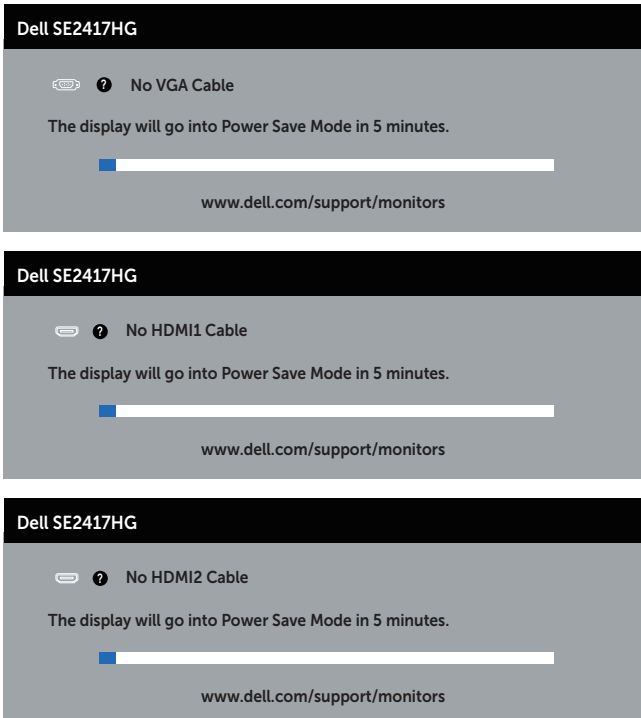 Dell SE2417HG
? No VGA Cable
The display will go into Power Save Mode in 5 minutes.
www.dell.com/support/monitors
Dell SE2417HG
? No HDMI1 Cable
The display will go into Power Save Mode in 5 minutes.
www.dell.com/support/monitors
Dell SE2417HG
? No HDMI2 Cable
The display will go into Power Save Mode in 5 minutes.
www.dell.com/support/monitors